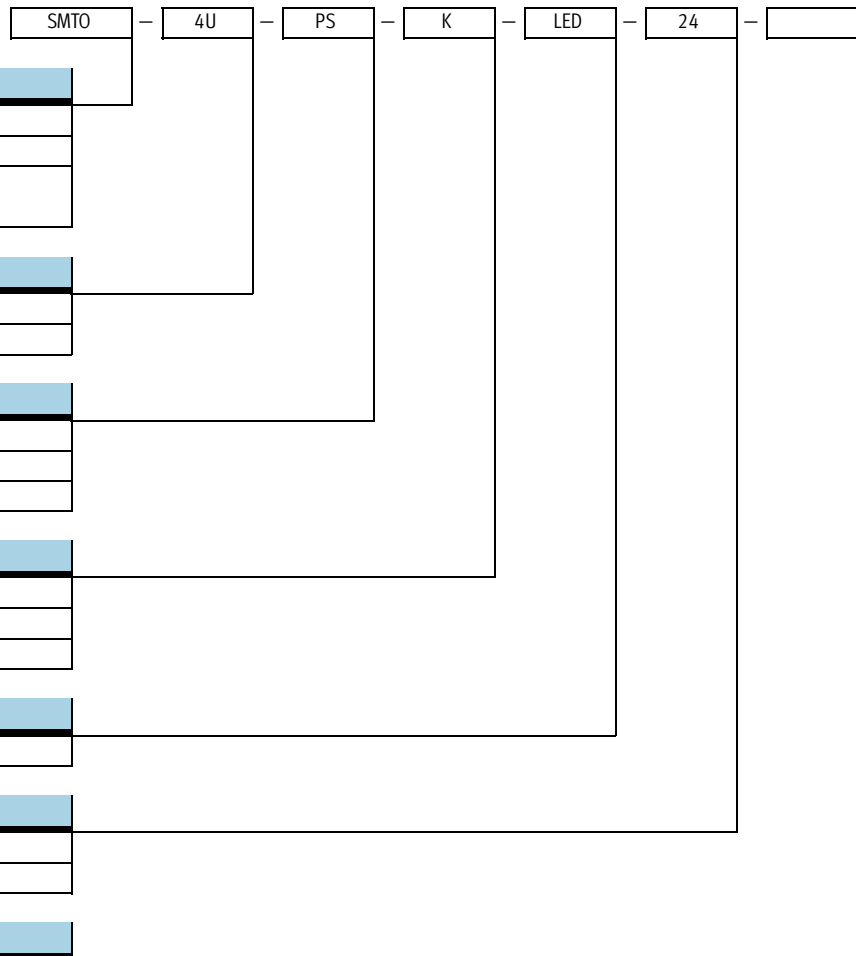 SMTO – 4U – PS – K – LED – 24 –